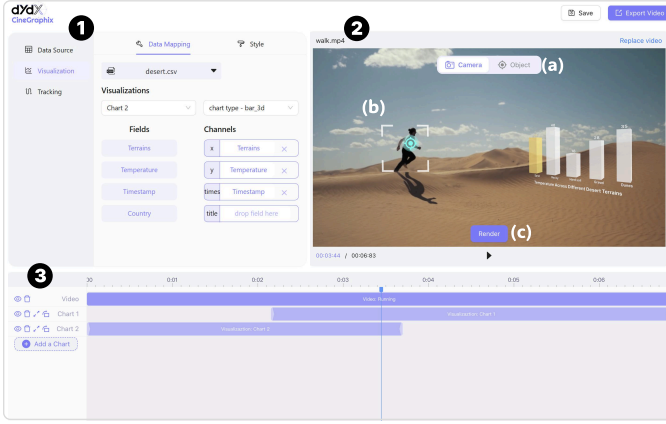 dydx
CineGraphix
Save
Export Video
1
Data Source
Visualization
Tracking
Data Mapping
Style
desert.csv
Visualizations
Chart 2
chart type - bar_3d
Fields
Channels
Terrains
x
Terrains
Temperature
y
Temperature
Timestamp
times
Timestamp
Country
title
drop field here
2
walk.mp4
Replace video
Camera
Object
(a)
(b)
Dunes
Temperature Across Different Desert Terrains
Render
(c)
00:03:44 / 00:06:83
3
:00
0:01
0:02
0:03
0:04
0:05
0:06
Video
Video: Running
Chart 1
Visualization: Chart 1
Chart 2
Visualization: Chart 2
Add a Chart